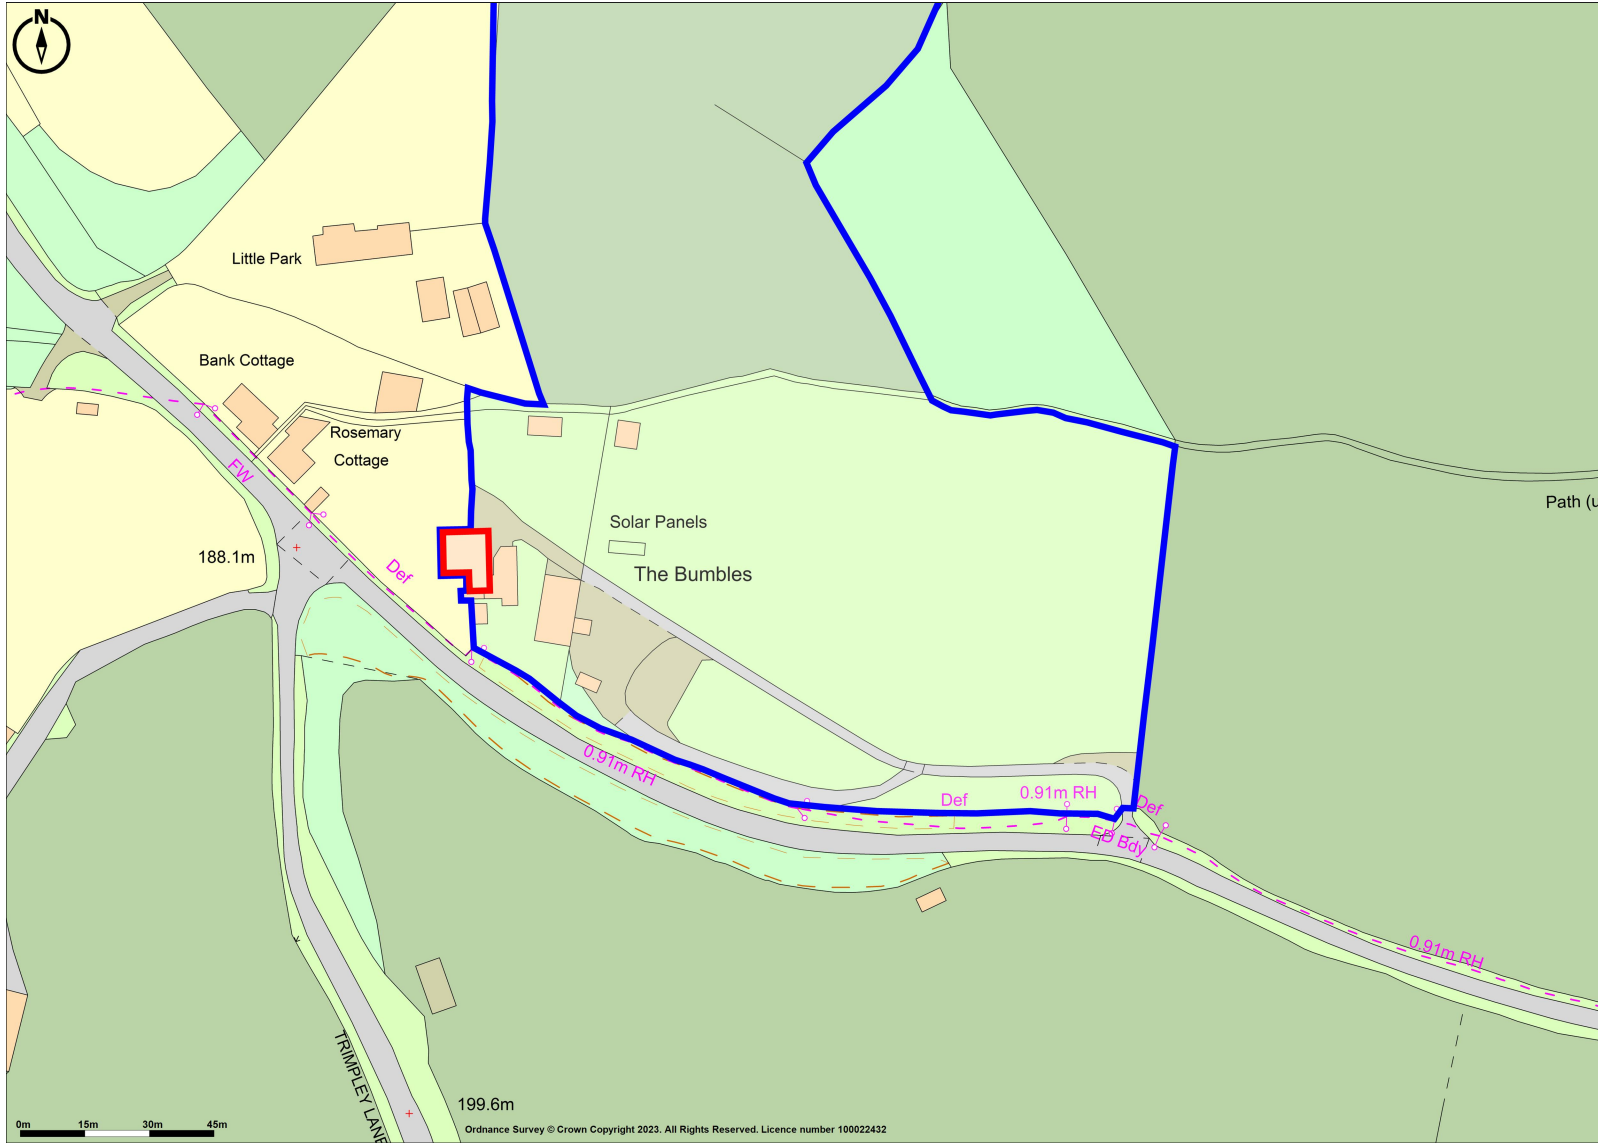 N
Little Park
Bank Cottage
Rosemary
Cottage
FW
Solar Panels
188.1m
Def
The Bumbles
0.91m RH
Def
0.91m RH
Def
ED Bdy
Path (u
0.91m RH
TRIMPLEY LANE
199.6m
0m 15m 30m 45m
Ordnance Survey © Crown Copyright 2023. All Rights Reserved. Licence number 100022432